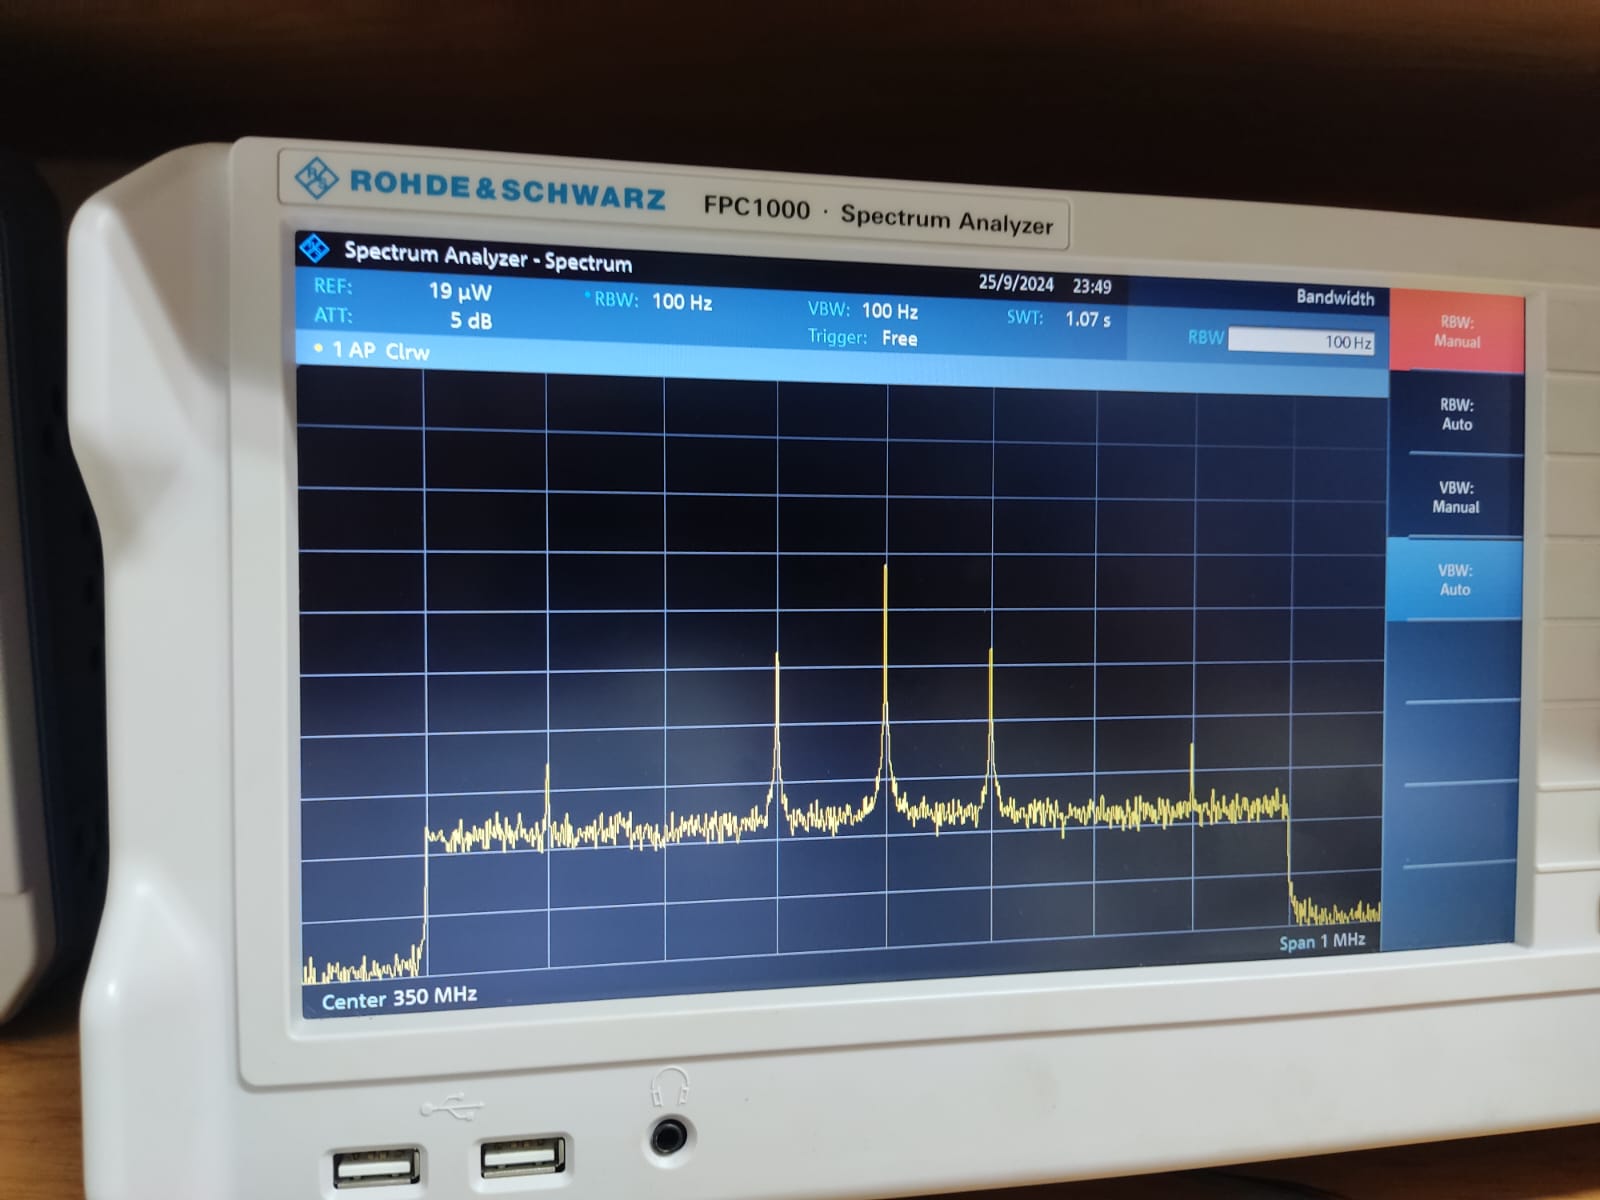 ROHDE & SCHWARZ FPC1000 · Spectrum Analyzer
Spectrum Analyzer - Spectrum 25/9/2024 23:49 Bandwidth
REF: 19 µW RBW: 100 Hz VBW: 100 Hz SWT: 1.07 s
ATT: 5 dB Trigger: Free RBW 100 Hz
1 AP Clrw
RBW:
Manual
RBW:
Auto
VBW:
Manual
VBW:
Auto
Center 350 MHz Span 1 MHz